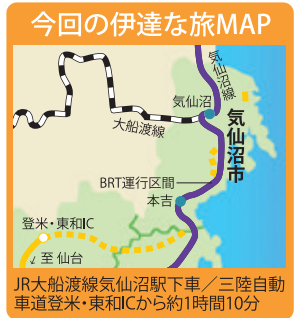 今回の伊達な旅MAP
気仙沼線
気仙沼
大船渡線
気仙沼市
BRT運行区間
本吉
登米・東和IC
至 仙台
JR大船渡線気仙沼駅下車／三陸自動
車道登米・東和ICから約1時間10分